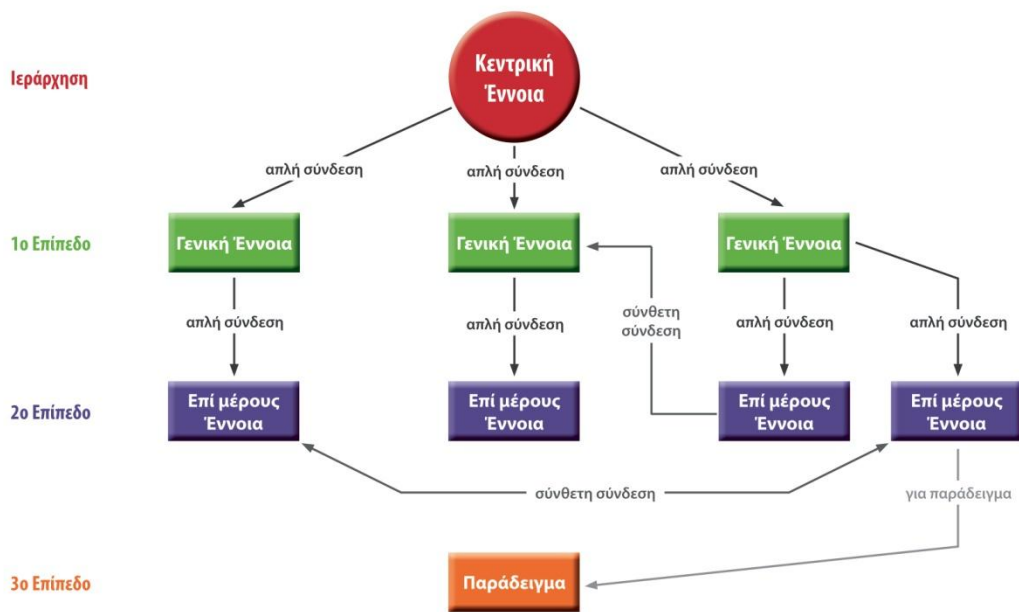 Ιεράρχηση
Κεντρική
Έννοια
απλή σύνδεση
απλή σύνδεση
απλή σύνδεση
1ο Επίπεδο
Γενική Έννοια
Γενική Έννοια
Γενική Έννοια
απλή σύνδεση
απλή σύνδεση
σύνθετη
σύνδεση
απλή σύνδεση
απλή σύνδεση
2ο Επίπεδο
Επί μέρους
Έννοια
Επί μέρους
Έννοια
Επί μέρους
Έννοια
Επί μέρους
Έννοια
σύνθετη σύνδεση
για παράδειγμα
3ο Επίπεδο
Παράδειγμα